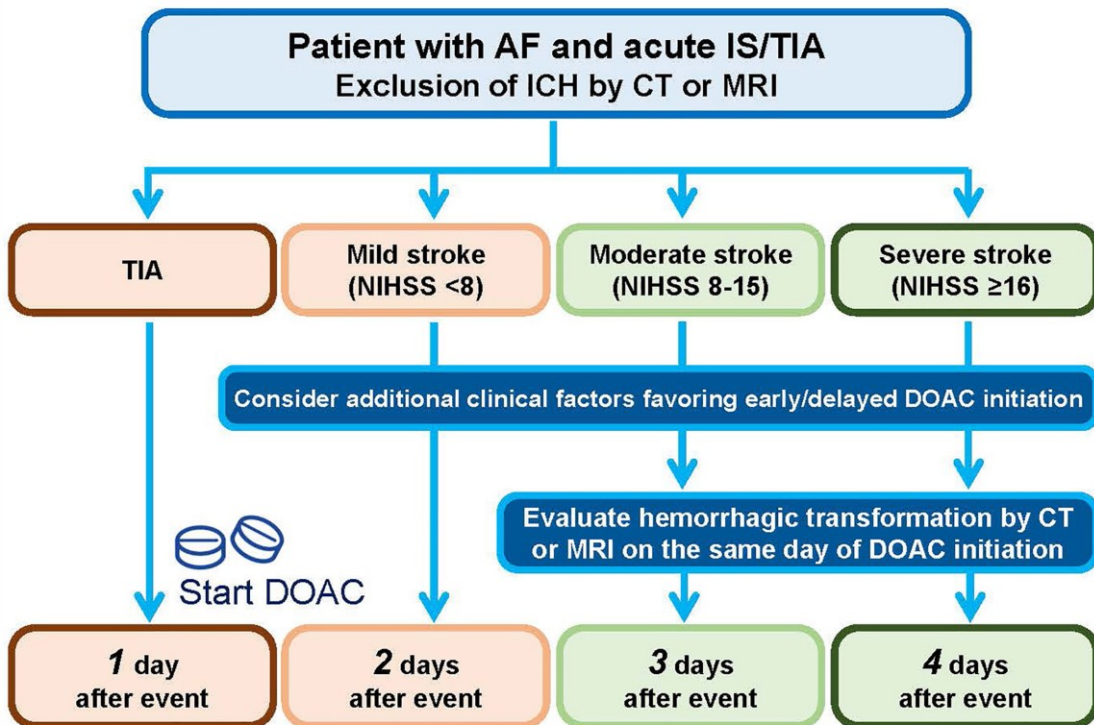 Patient with AF and acute IS/TIA
Exclusion of ICH by CT or MRI
TIA
Mild stroke
(NIHSS <8)
Moderate stroke
(NIHSS 8-15)
Severe stroke
(NIHSS ≥16)
Consider additional clinical factors favoring early/delayed DOAC initiation
Evaluate hemorrhagic transformation by CT
or MRI on the same day of DOAC initiation
Start DOAC
1 day
after event
2 days
after event
3 days
after event
4 days
after event